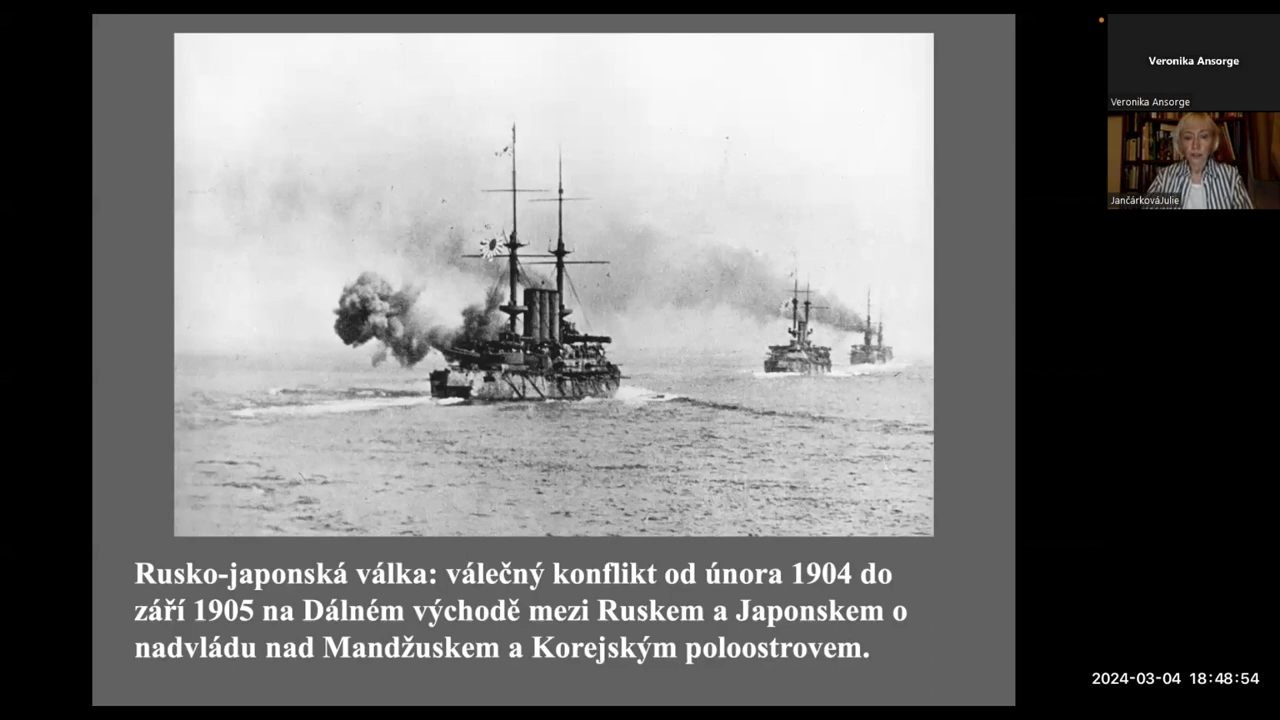 Veronika Ansorge
Veronika Ansorge
JančárkováJulie
Rusko-japonská válka: válečný konflikt od února 1904 do
září 1905 na Dálném východě mezi Ruskem a Japonskem o
nadvládu nad Mandžuskem a Korejským poloostrovem.
2024-03-04 18:48:54